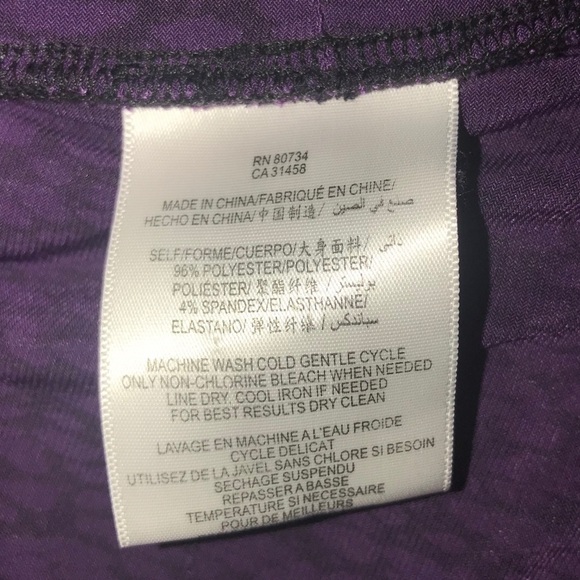 RN 80734
CA 31458
MADE IN CHINA/FABRIQUÉ EN CHINE/
HECHO EN CHINA/中国制造/ صنع في الصين
SELF/FORME/CUERPO/大身面料/ ذاتى
96% POLYESTER/POLYESTER/
POLIÉSTER/ 聚酯纤维 / بوليستر
4% SPANDEX/ELASTHANNE/
ELASTANO/ 弹性纤维 / سباندكس
MACHINE WASH COLD GENTLE CYCLE
ONLY NON-CHLORINE BLEACH WHEN NEEDED
LINE DRY. COOL IRON IF NEEDED
FOR BEST RESULTS DRY CLEAN
LAVAGE EN MACHINE A L'EAU FROIDE
CYCLE DELICAT
UTILISEZ DE LA JAVEL SANS CHLORE SI BESOIN
SECHAGE SUSPENDU
REPASSER A BASSE
TEMPERATURE SI NECESSAIRE
POUR DE MEILLEURS